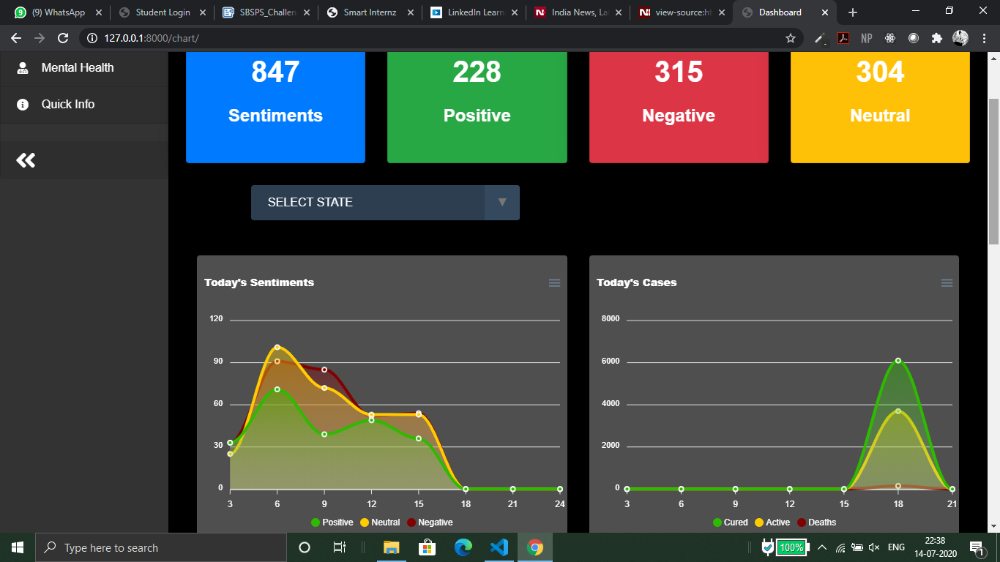 (9) WhatsApp
Student Login
SBSPS_Challen
Smart Internz
LinkedIn Learn
India News, La
view-source:ht
Dashboard
127.0.0.1:8000/chart/
NP
Mental Health
Quick Info
847
Sentiments
228
Positive
315
Negative
304
Neutral
SELECT STATE
Today's Sentiments
120
90
60
30
0
3 6 9 12 15 18 21 24
Positive Neutral Negative
Today's Cases
8000
6000
4000
2000
0
3 6 9 12 15 18 21
Cured Active Deaths
Type here to search
100%
ENG
22:38
14-07-2020
1